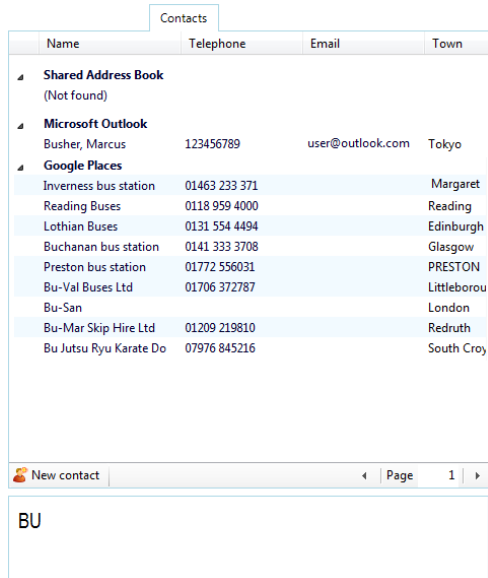 Contacts
Name Telephone Email Town
Shared Address Book
(Not found)
Microsoft Outlook
Busher, Marcus 123456789 user@outlook.com Tokyo
Google Places
Inverness bus station 01463 233 371 Margaret
Reading Buses 0118 959 4000 Reading
Lothian Buses 0131 554 4494 Edinburgh
Buchanan bus station 0141 333 3708 Glasgow
Preston bus station 01772 556031 PRESTON
Bu-Val Buses Ltd 01706 372787 Littleborou
Bu-San London
Bu-Mar Skip Hire Ltd 01209 219810 Redruth
Bu Jutsu Ryu Karate Do 07976 845216 South Croy
New contact Page 1
BU